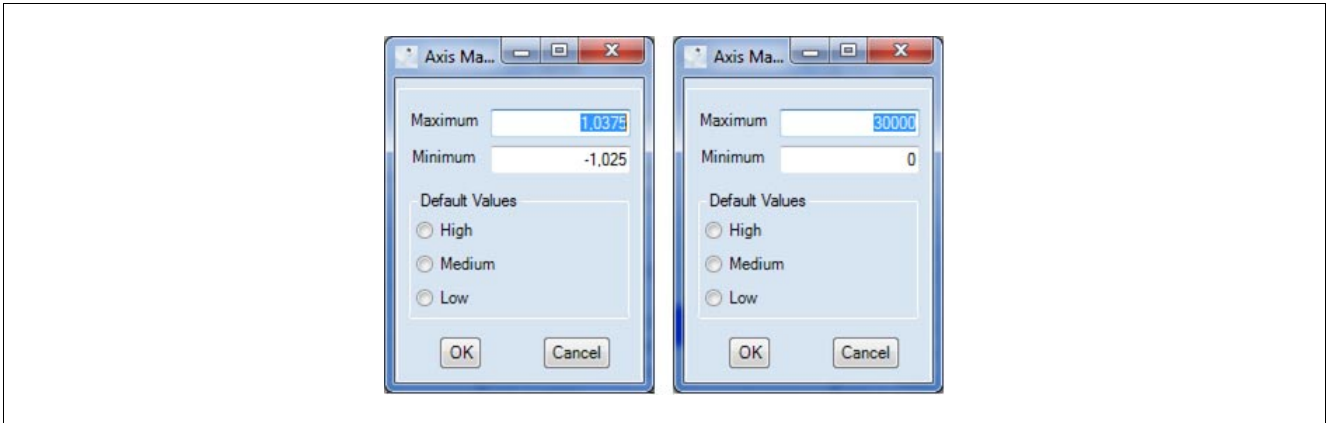 Axis Ma...
Maximum 1,0375
Minimum -1,025
Default Values
High
Medium
Low
OK Cancel
Axis Ma...
Maximum 30000
Minimum 0
Default Values
High
Medium
Low
OK Cancel